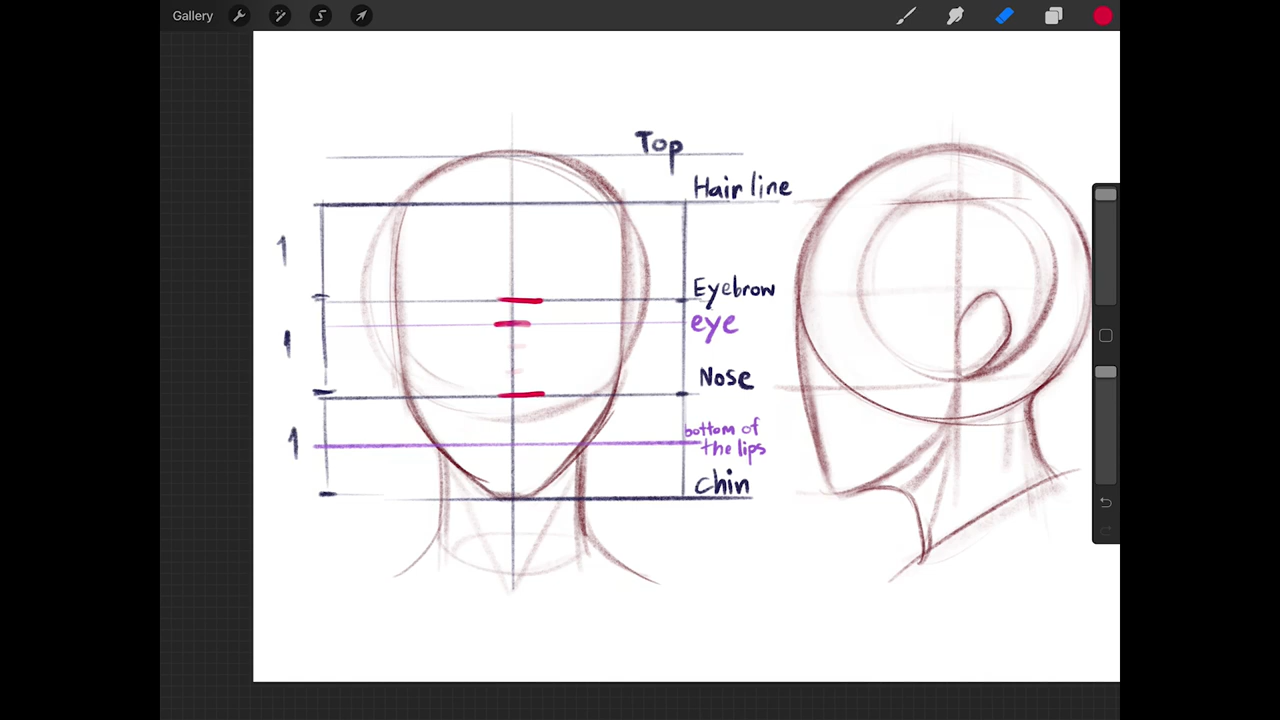 Gallery
Top
Hair line
1
Eyebrow
eye
1
Nose
bottom of
the lips
1
Chin